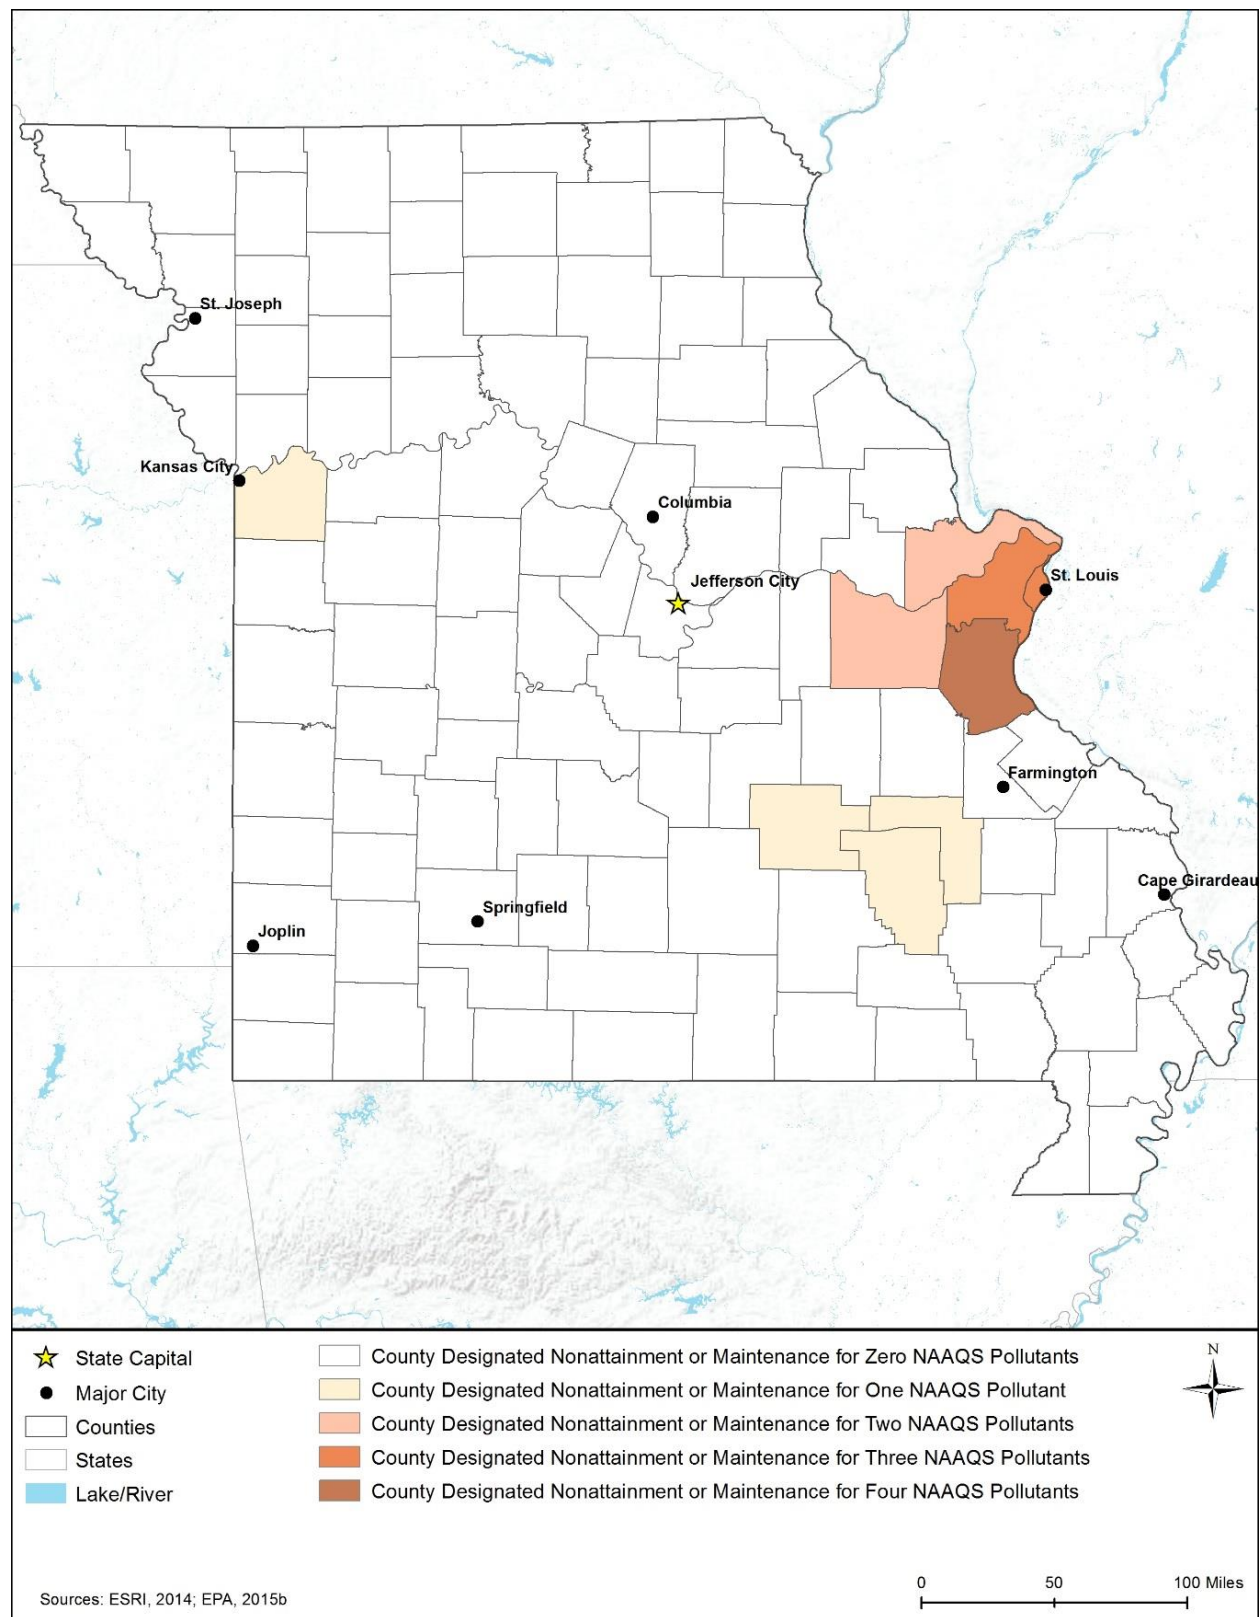 St. Joseph
Kansas City
Columbia
Jefferson City
St. Louis
Farmington
Cape Girardeau
Springfield
Joplin
State Capital
Major City
Counties
States
Lake/River
County Designated Nonattainment or Maintenance for Zero NAAQS Pollutants
County Designated Nonattainment or Maintenance for One NAAQS Pollutant
County Designated Nonattainment or Maintenance for Two NAAQS Pollutants
County Designated Nonattainment or Maintenance for Three NAAQS Pollutants
County Designated Nonattainment or Maintenance for Four NAAQS Pollutants
N
Sources: ESRI, 2014; EPA, 2015b
0 50 100 Miles